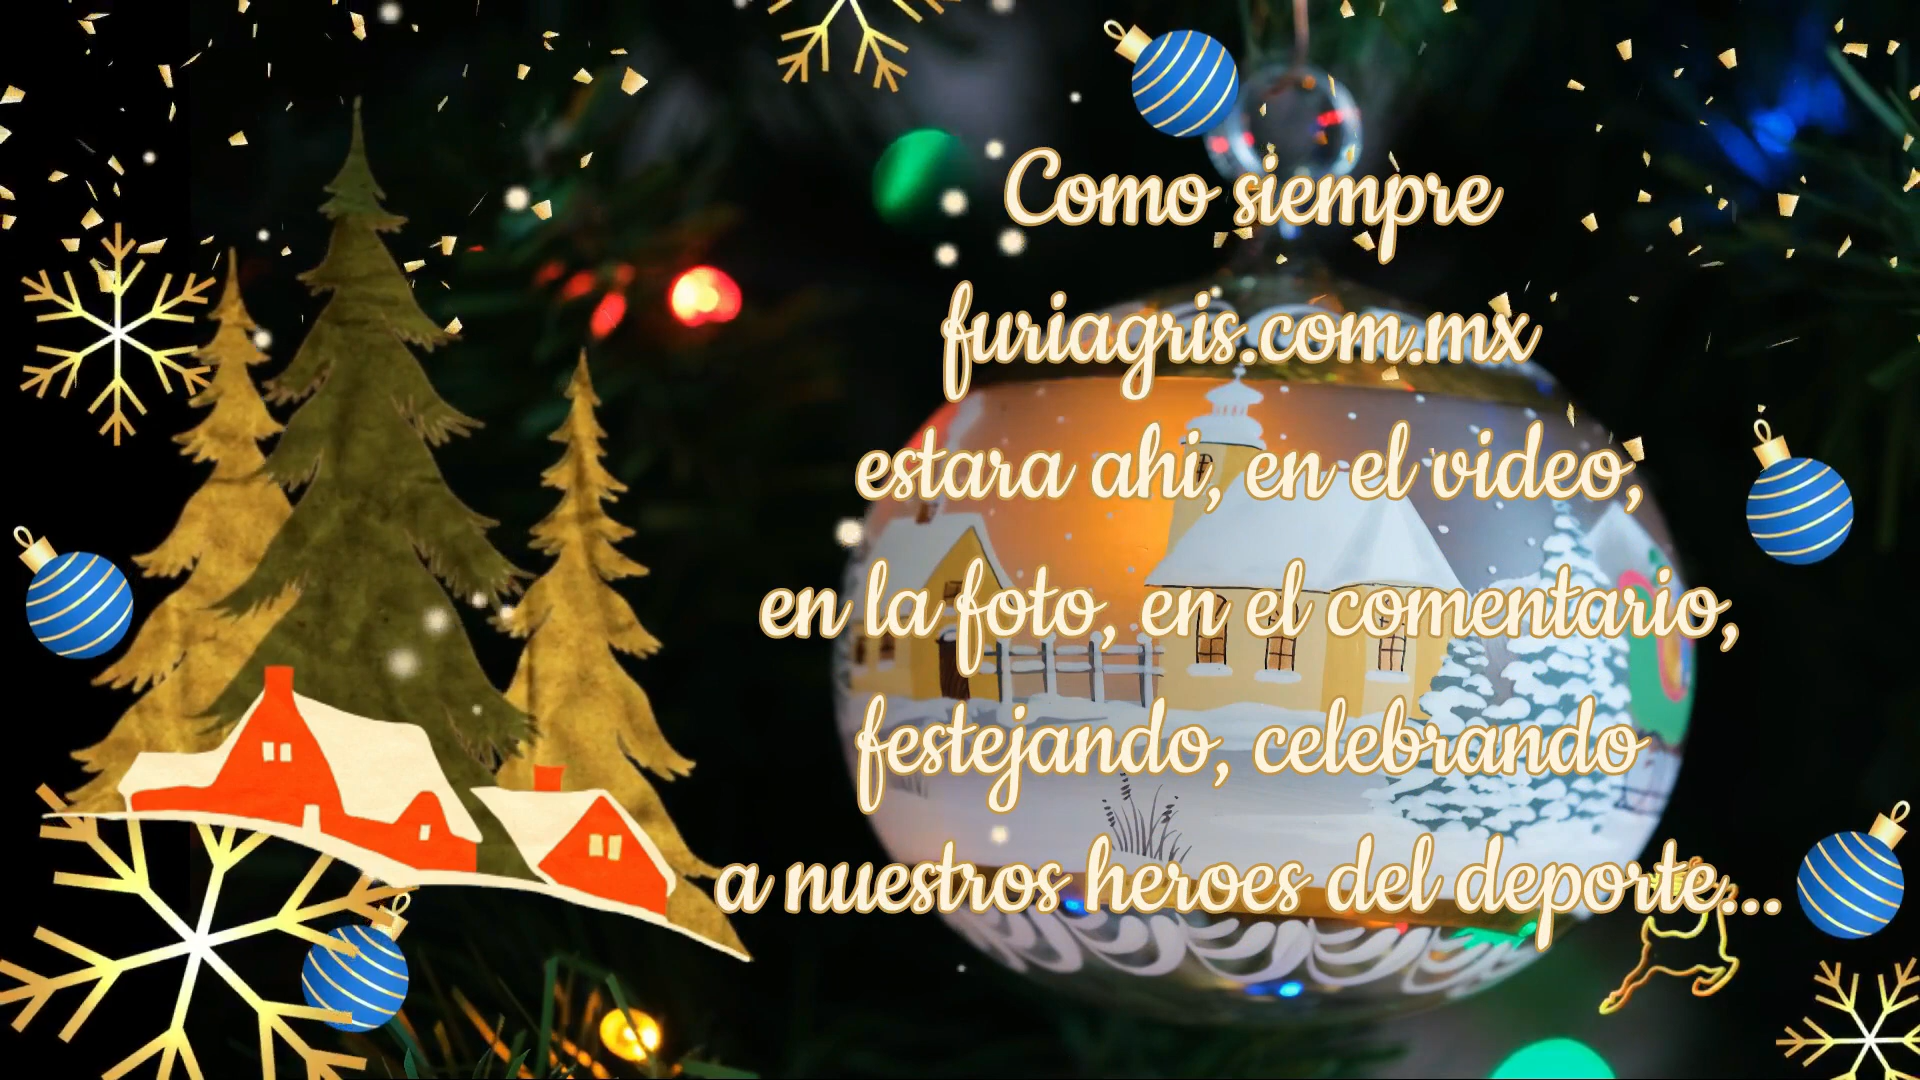 Como siempre
furiagris.com.mx
estara ahi, en el video,
en la foto, en el comentario,
festejando, celebrando
a nuestros heroes del deporte...